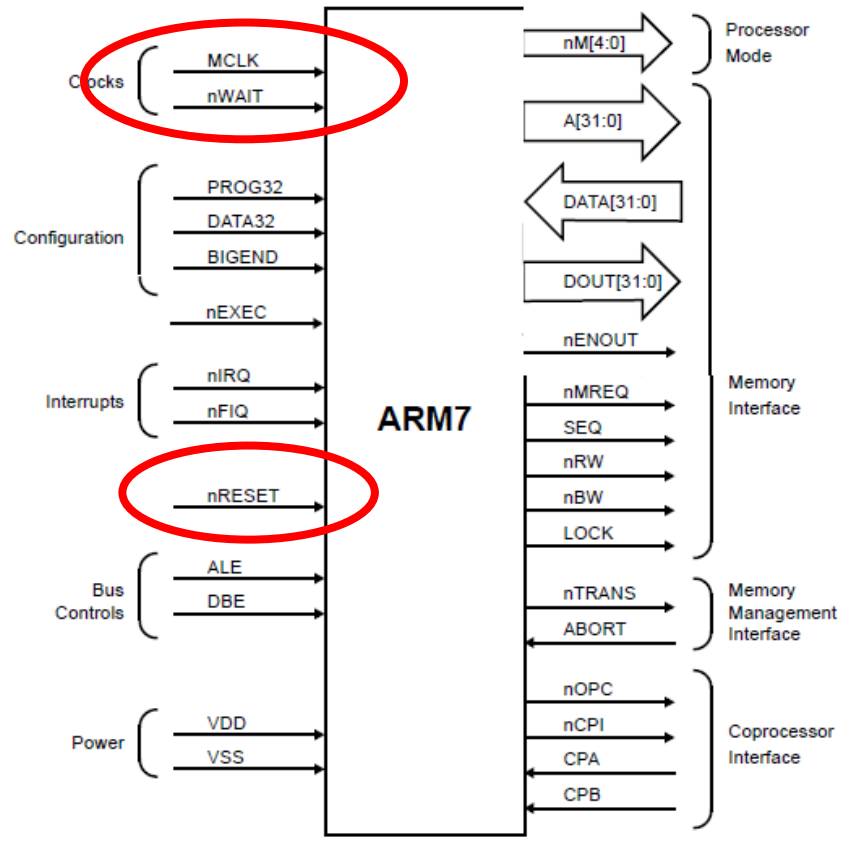 Clocks
MCLK
nWAIT
Configuration
PROG32
DATA32
BIGEND
nEXEC
Interrupts
nIRQ
nFIQ
nRESET
Bus
Controls
ALE
DBE
Power
VDD
VSS
ARM7
nM[4:0]
Processor
Mode
A[31:0]
DATA[31:0]
DOUT[31:0]
nENOUT
nMREQ
SEQ
nRW
nBW
LOCK
Memory
Interface
nTRANS
ABORT
Memory
Management
Interface
nOPC
nCPI
CPA
CPB
Coprocessor
Interface